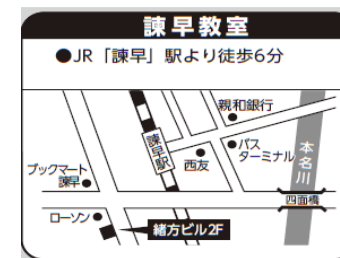 諫早教室
●JR「諫早」駅より徒歩6分
親和銀行
諫早駅
西友
バス
ターミナル
本名川
ブックマート
諫早
四面橋
ローソン
緒方ビル2F